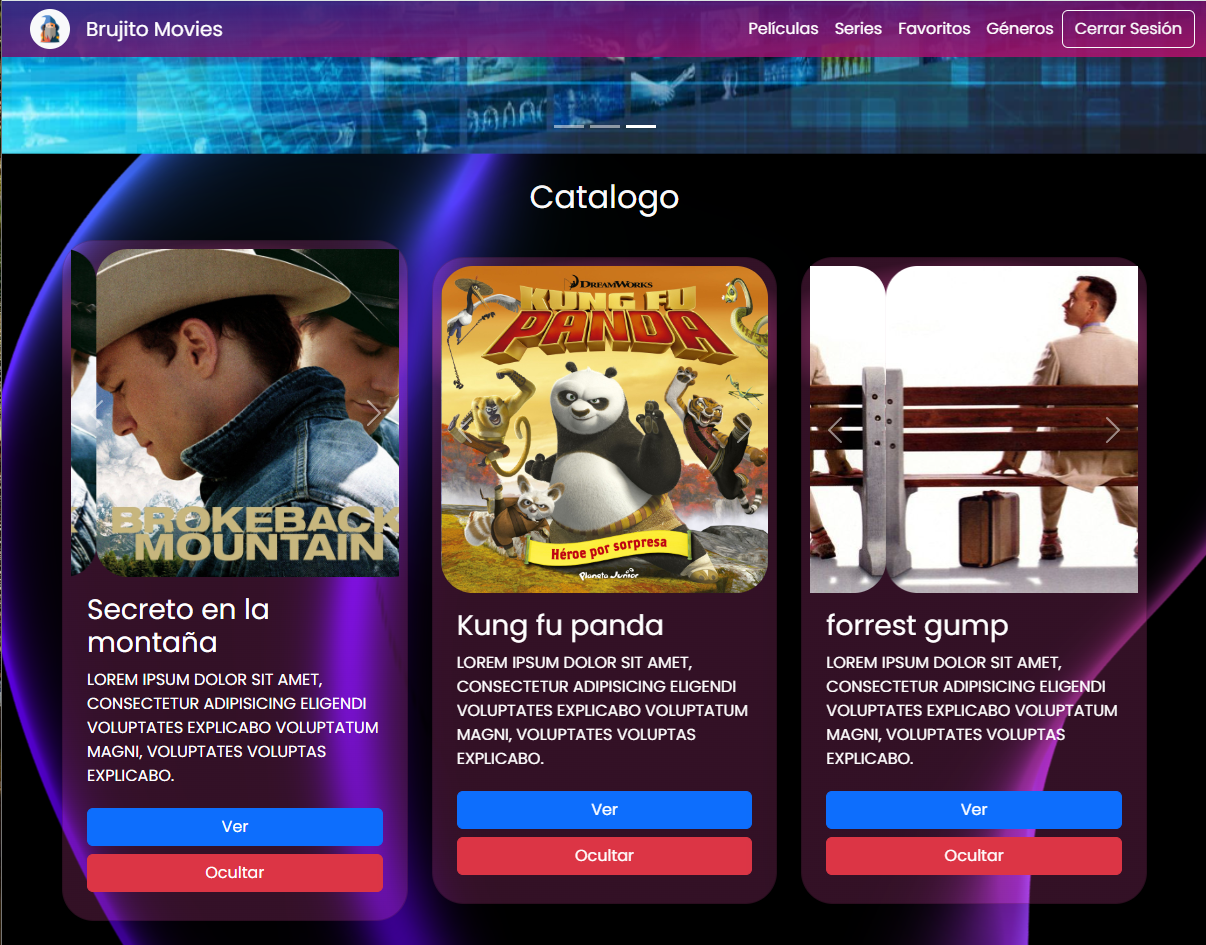 Brujito Movies
Películas Series Favoritos Géneros Cerrar Sesión
Catalogo
BROKEBACK
MOUNTAIN
Secreto en la
montaña
LOREM IPSUM DOLOR SIT AMET,
CONSECTETUR ADIPISICING ELIGENDI
VOLUPTATES EXPLICABO VOLUPTATUM
MAGNI, VOLUPTATES VOLUPTAS
EXPLICABO.
Ver
Ocultar
DREAMWORKS
KUNG FU
PANDA
Héroe por sorpresa
Planeta Junior
Kung fu panda
LOREM IPSUM DOLOR SIT AMET,
CONSECTETUR ADIPISICING ELIGENDI
VOLUPTATES EXPLICABO VOLUPTATUM
MAGNI, VOLUPTATES VOLUPTAS
EXPLICABO.
Ver
Ocultar
forrest gump
LOREM IPSUM DOLOR SIT AMET,
CONSECTETUR ADIPISICING ELIGENDI
VOLUPTATES EXPLICABO VOLUPTATUM
MAGNI, VOLUPTATES VOLUPTAS
EXPLICABO.
Ver
Ocultar